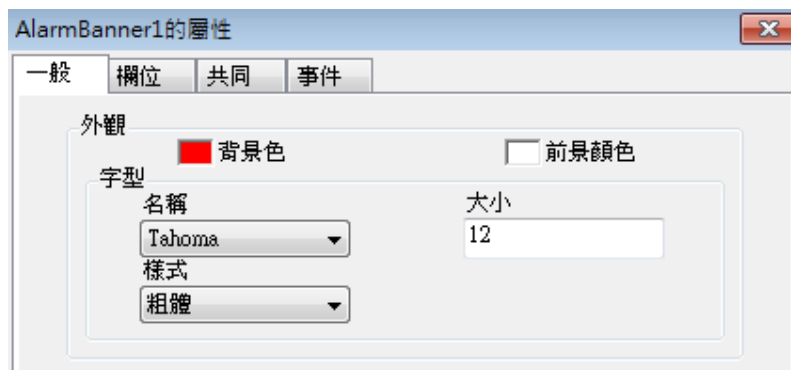 AlarmBanner1的屬性
一般 欄位 共同 事件
外觀
背景色 前景顏色
字型
名稱 大小
Tahoma 12
樣式
粗體